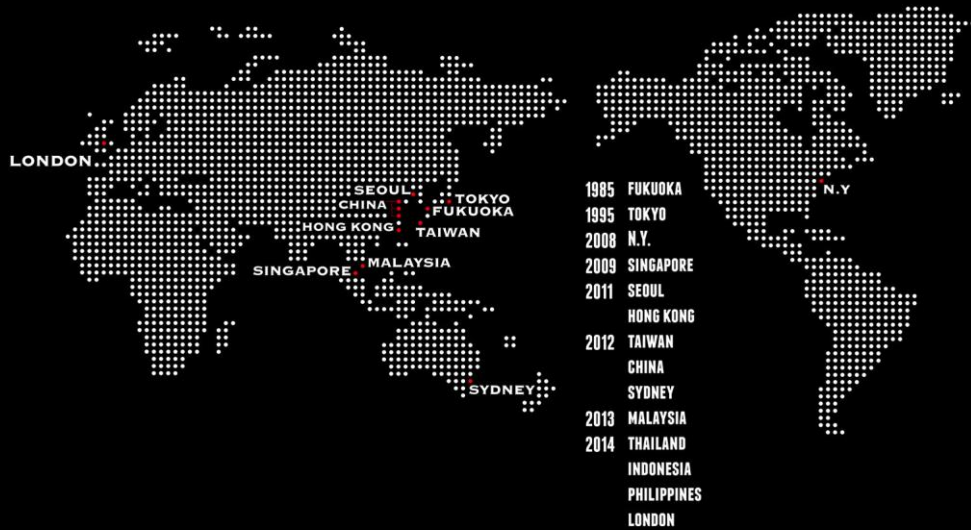 LONDON
SEOUL
CHINA
TOKYO
FUKUOKA
HONG KONG
TAIWAN
MALAYSIA
SINGAPORE
SYDNEY
N.Y
1985 FUKUOKA
1995 TOKYO
2008 N.Y.
2009 SINGAPORE
2011 SEOUL
HONG KONG
2012 TAIWAN
CHINA
SYDNEY
2013 MALAYSIA
2014 THAILAND
INDONESIA
PHILIPPINES
LONDON